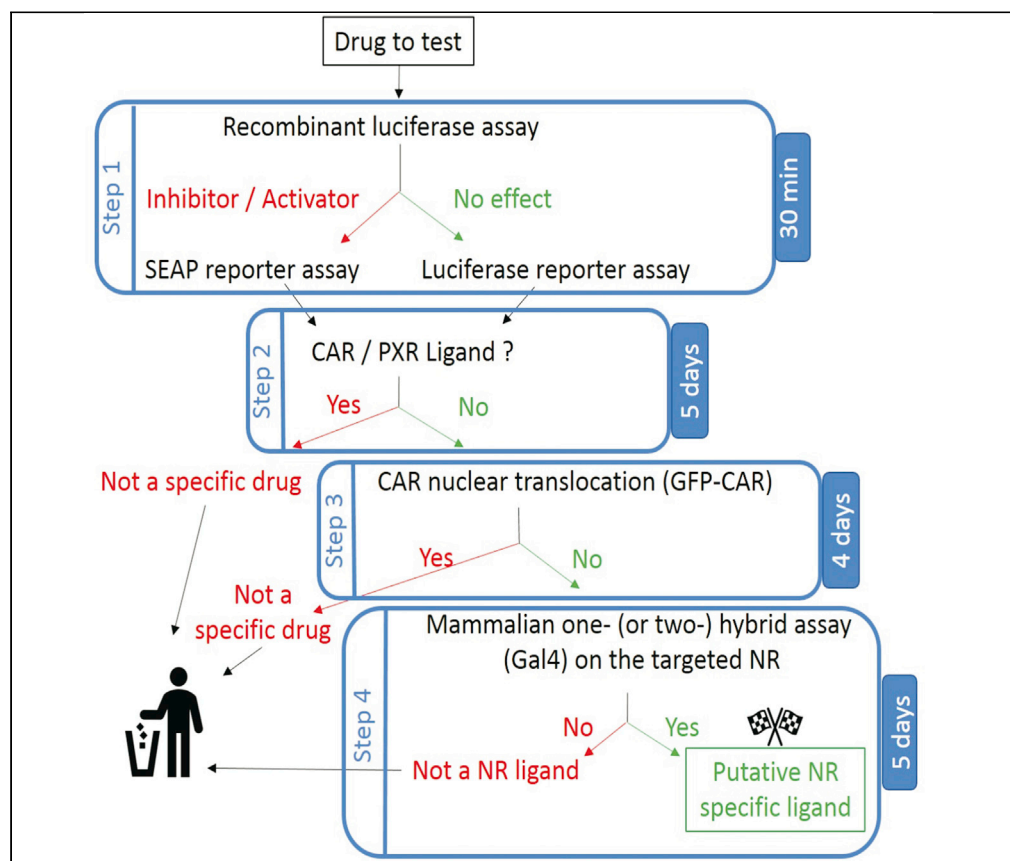 Drug to test
Step 1
Recombinant luciferase assay
30 min
Inhibitor / Activator
No effect
SEAP reporter assay
Luciferase reporter assay
Step 2
CAR / PXR Ligand ?
5 days
Yes
No
Not a specific drug
Step 3
CAR nuclear translocation (GFP-CAR)
4 days
Yes
No
Not a
specific drug
Step 4
Mammalian one- (or two-) hybrid assay
(Gal4) on the targeted NR
5 days
No
Yes
Not a NR ligand
Putative NR
specific ligand